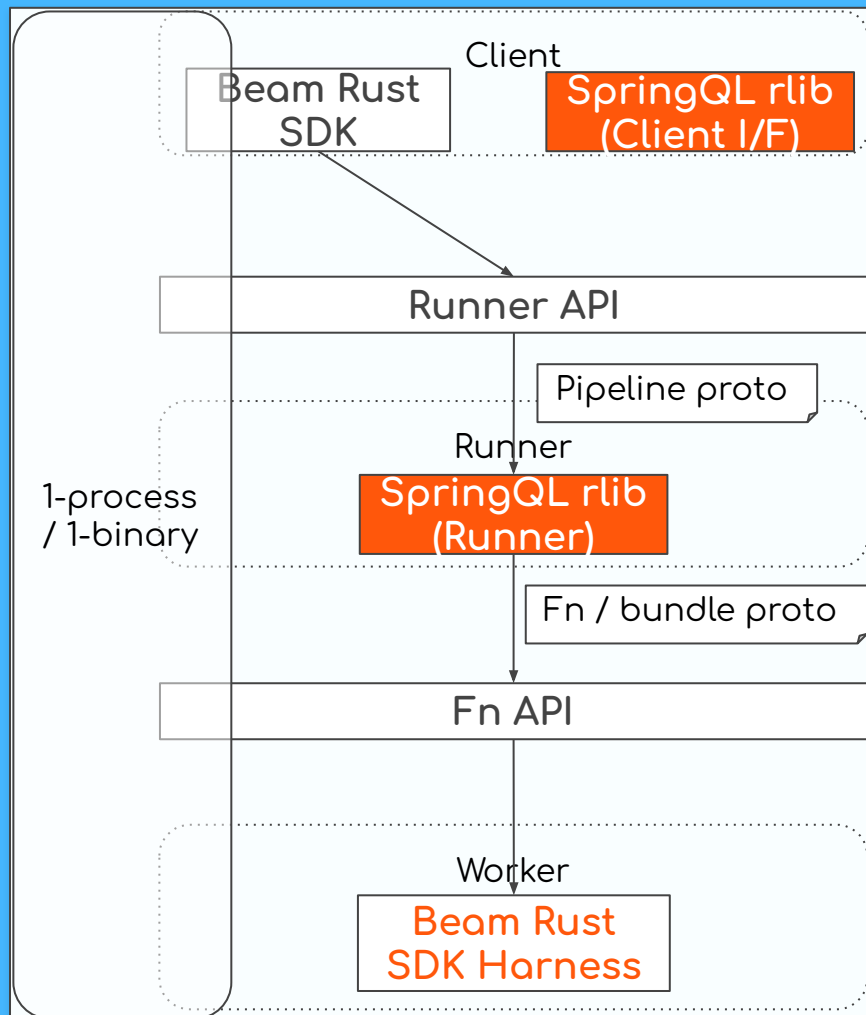 Client
Beam Rust
SDK
SpringQL rlib
(Client I/F)
Runner API
Pipeline proto
Runner
SpringQL rlib
(Runner)
1-process
/ 1-binary
Fn / bundle proto
Fn API
Worker
Beam Rust
SDK Harness